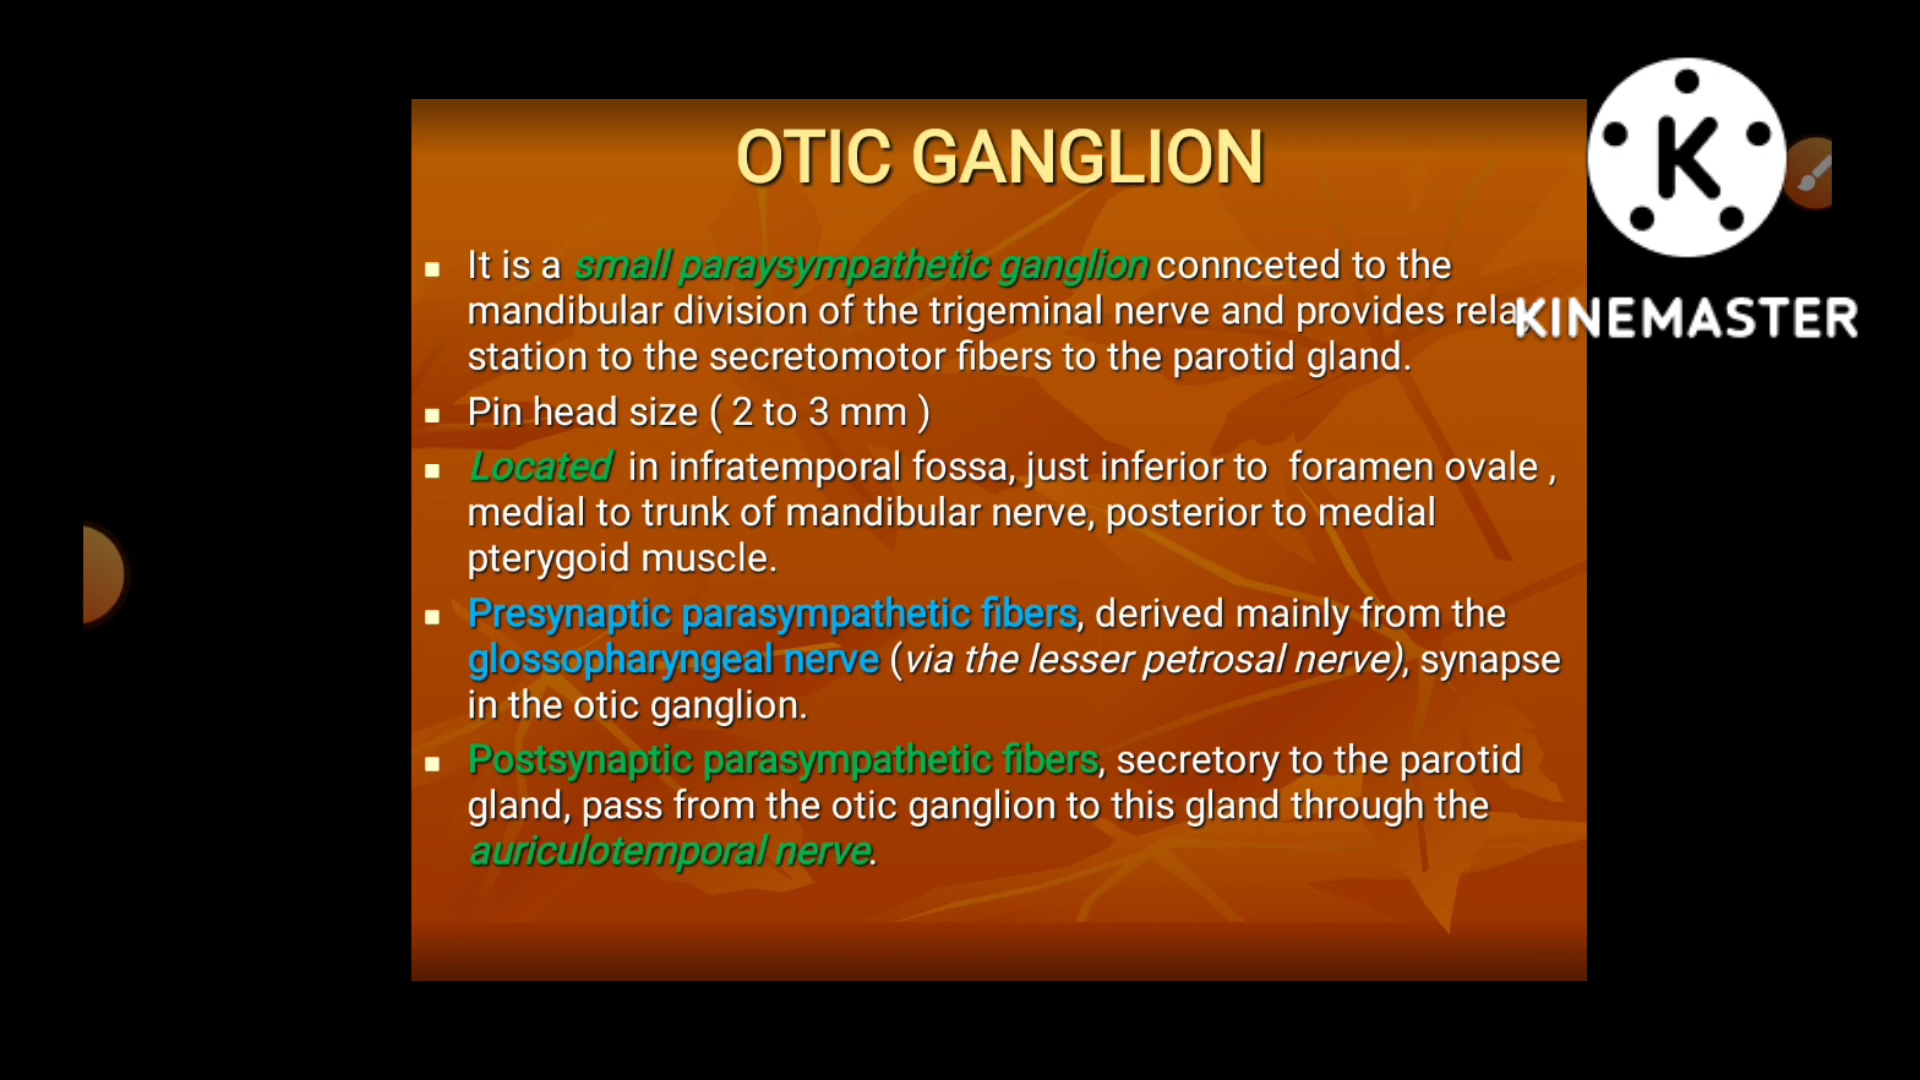 OTIC GANGLION
It is a small paraysympathetic ganglion connceted to the
mandibular division of the trigeminal nerve and provides rela
station to the secretomotor fibers to the parotid gland.
Pin head size ( 2 to 3 mm )
Located in infratemporal fossa, just inferior to foramen ovale ,
medial to trunk of mandibular nerve, posterior to medial
pterygoid muscle.
Presynaptic parasympathetic fibers, derived mainly from the
glossopharyngeal nerve (via the lesser petrosal nerve), synapse
in the otic ganglion.
Postsynaptic parasympathetic fibers, secretory to the parotid
gland, pass from the otic ganglion to this gland through the
auriculotemporal nerve.
K
KINEMASTER